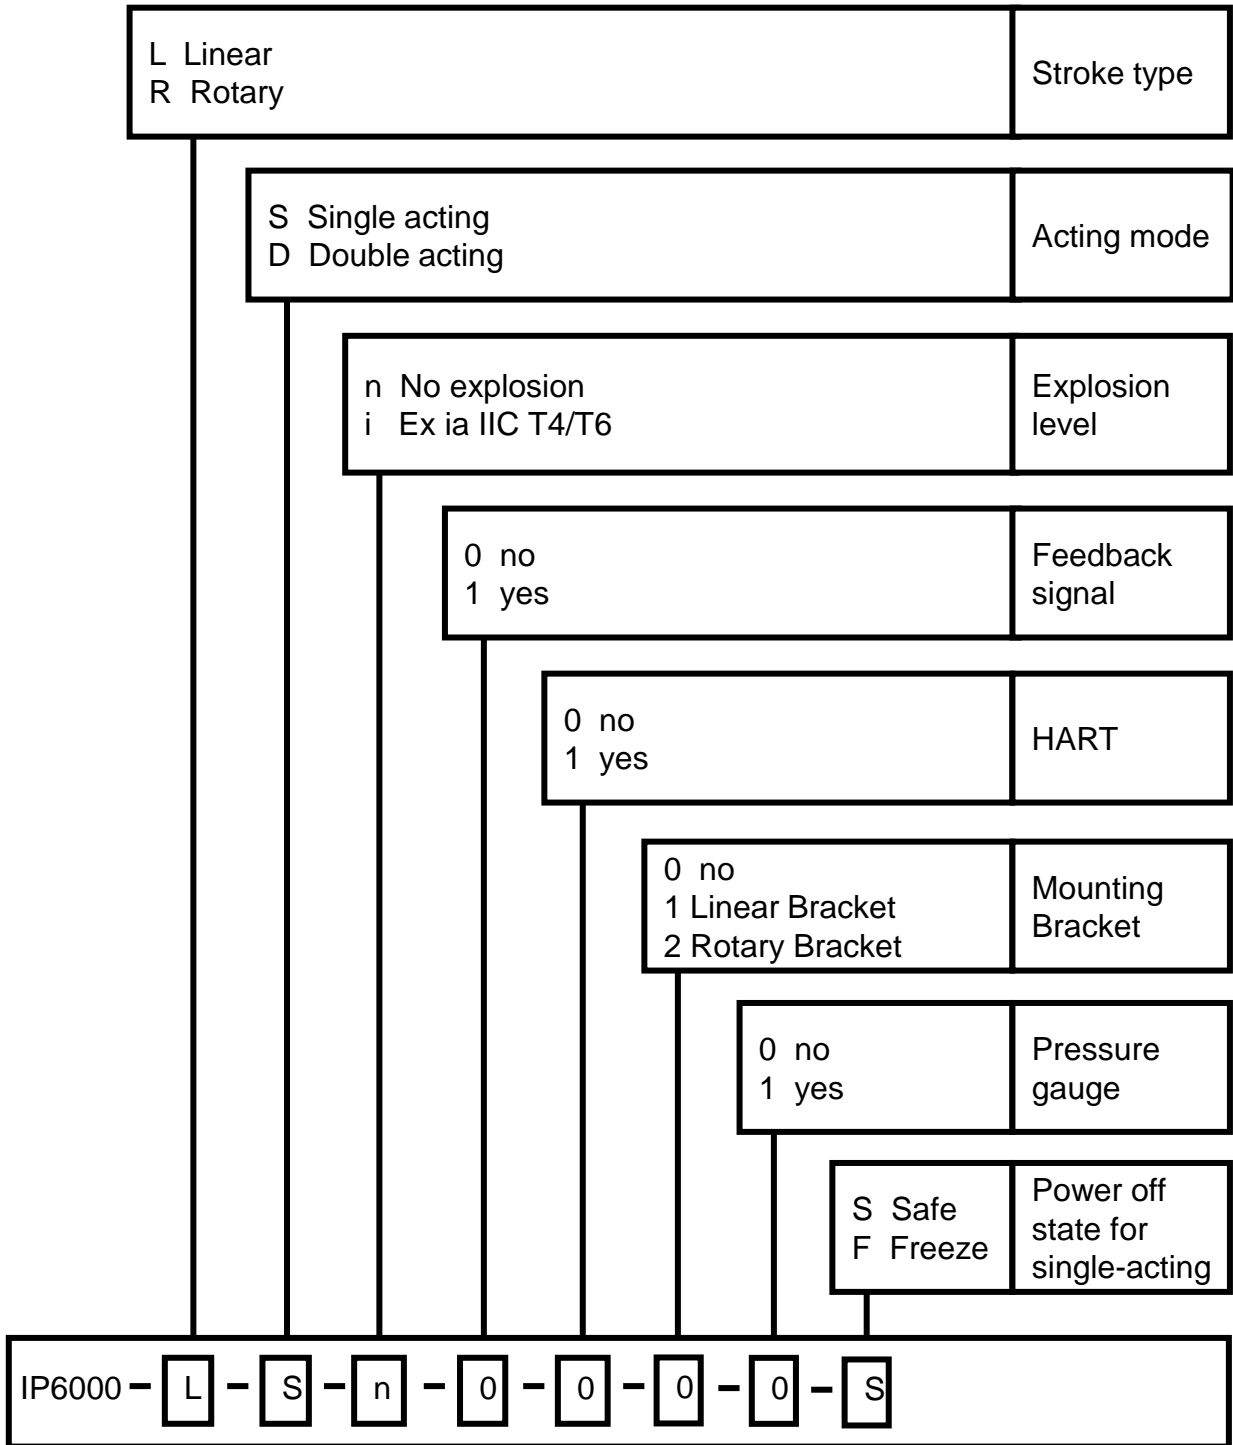 L Linear
R Rotary
Stroke type
S Single acting
D Double acting
Acting mode
n No explosion
i Ex ia IIC T4/T6
Explosion
level
0 no
1 yes
Feedback
signal
0 no
1 yes
HART
0 no
1 Linear Bracket
2 Rotary Bracket
Mounting
Bracket
0 no
1 yes
Pressure
gauge
S Safe
F Freeze
Power off
state for
single-acting
IP6000 - L - S - n - 0 - 0 - 0 - 0 - S